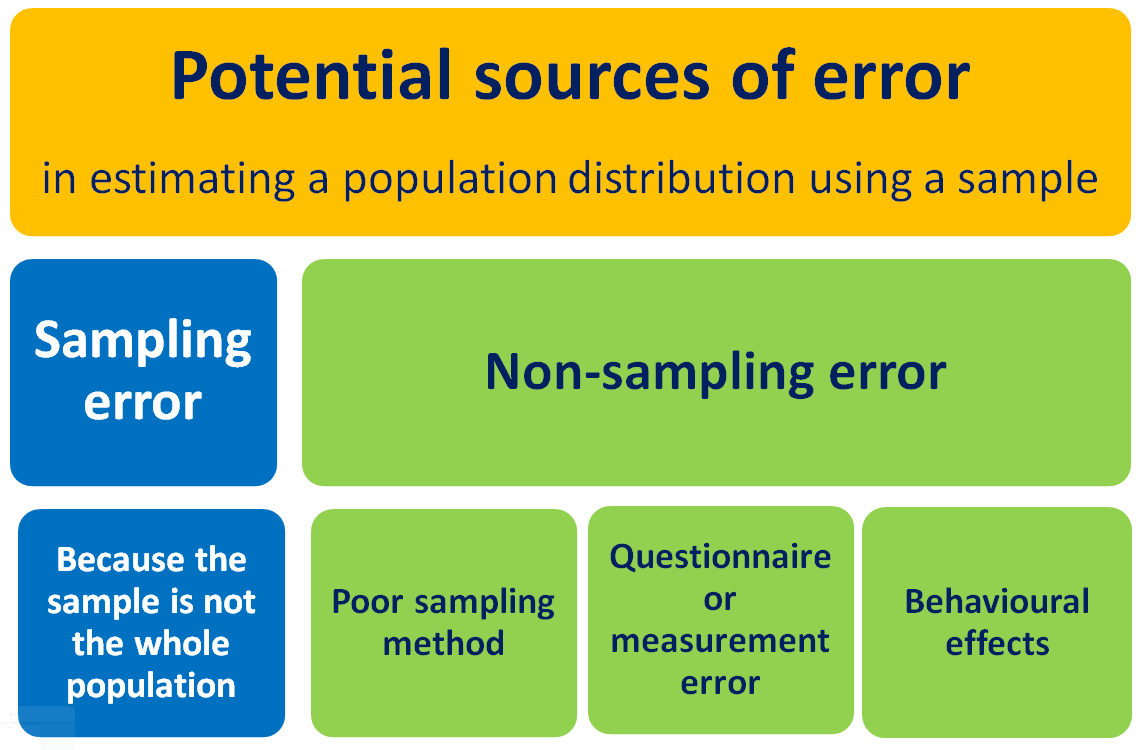 Potential sources of error
in estimating a population distribution using a sample
Sampling
error
Non-sampling error
Because the
sample is not
the whole
population
Poor sampling
method
Questionnaire
or
measurement
error
Behavioural
effects